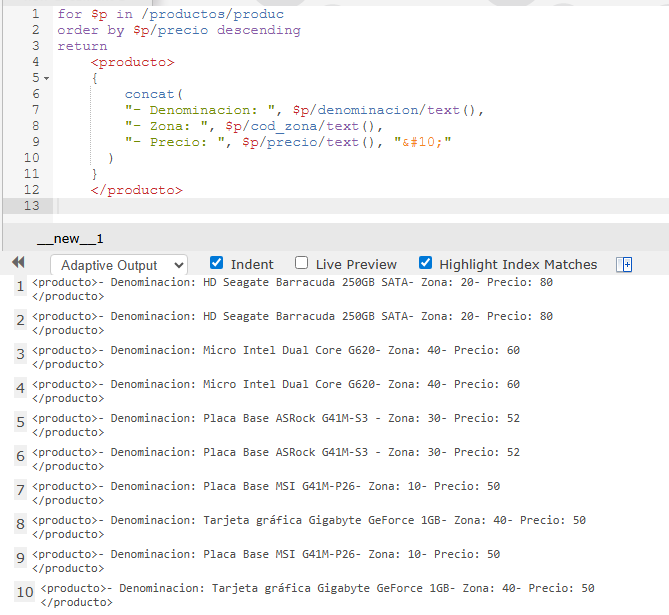 1 for $p in /productos/produc
2 order by $p/precio descending
3 return
4 <producto>
5 {
6 concat(
7 "- Denominacion: ", $p/denominacion/text(),
8 "- Zona: ", $p/cod_zona/text(),
9 "- Precio: ", $p/precio/text(), "&#10;"
10 )
11 }
12 </producto>
13
__new__1
Adaptive Output Indent Live Preview Highlight Index Matches
1 <producto>- Denominacion: HD Seagate Barracuda 250GB SATA- Zona: 20- Precio: 80
</producto>
2 <producto>- Denominacion: HD Seagate Barracuda 250GB SATA- Zona: 20- Precio: 80
</producto>
3 <producto>- Denominacion: Micro Intel Dual Core G620- Zona: 40- Precio: 60
</producto>
4 <producto>- Denominacion: Micro Intel Dual Core G620- Zona: 40- Precio: 60
</producto>
5 <producto>- Denominacion: Placa Base ASRock G41M-S3 - Zona: 30- Precio: 52
</producto>
6 <producto>- Denominacion: Placa Base ASRock G41M-S3 - Zona: 30- Precio: 52
</producto>
7 <producto>- Denominacion: Placa Base MSI G41M-P26- Zona: 10- Precio: 50
</producto>
8 <producto>- Denominacion: Tarjeta gráfica Gigabyte GeForce 1GB- Zona: 40- Precio: 50
</producto>
9 <producto>- Denominacion: Placa Base MSI G41M-P26- Zona: 10- Precio: 50
</producto>
10 <producto>- Denominacion: Tarjeta gráfica Gigabyte GeForce 1GB- Zona: 40- Precio: 50
</producto>